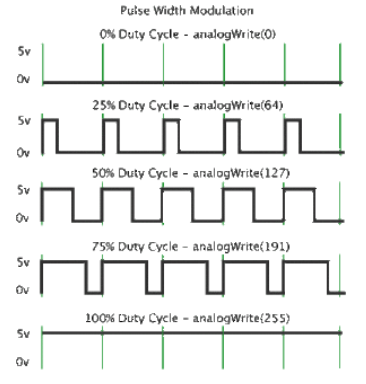 Pulse Width Modulation
0% Duty Cycle – analogWrite(0)
5v
0v
25% Duty Cycle – analogWrite(64)
5v
0v
50% Duty Cycle – analogWrite(127)
5v
0v
75% Duty Cycle – analogWrite(191)
5v
0v
100% Duty Cycle – analogWrite(255)
5v
0v